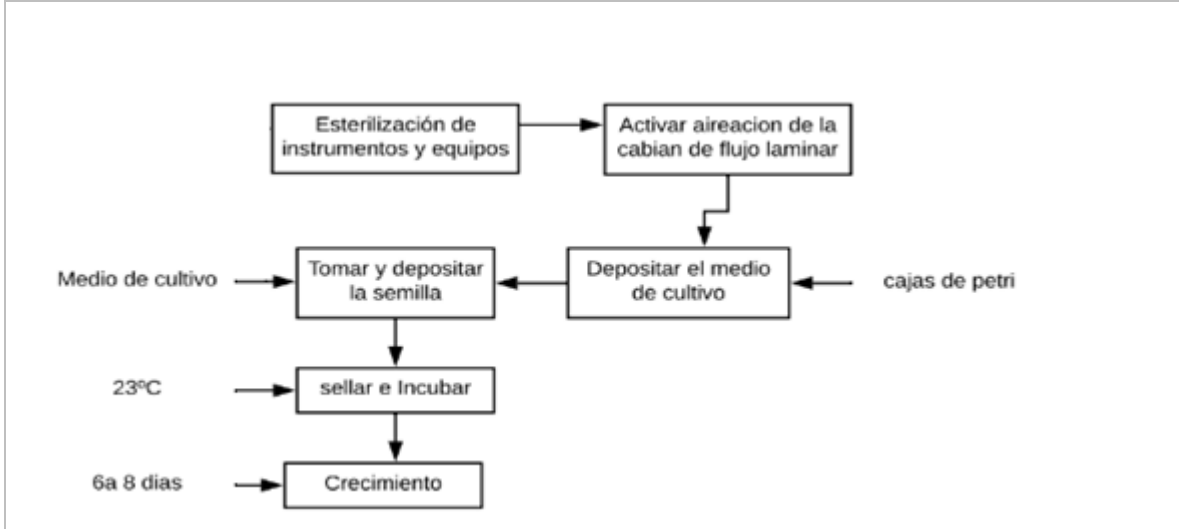 Esterilización de
instrumentos y equipos
Activar aireacion de la
cabian de flujo laminar
Medio de cultivo
Tomar y depositar
la semilla
Depositar el medio
de cultivo
cajas de petri
23ºC
sellar e Incubar
6a 8 dias
Crecimiento